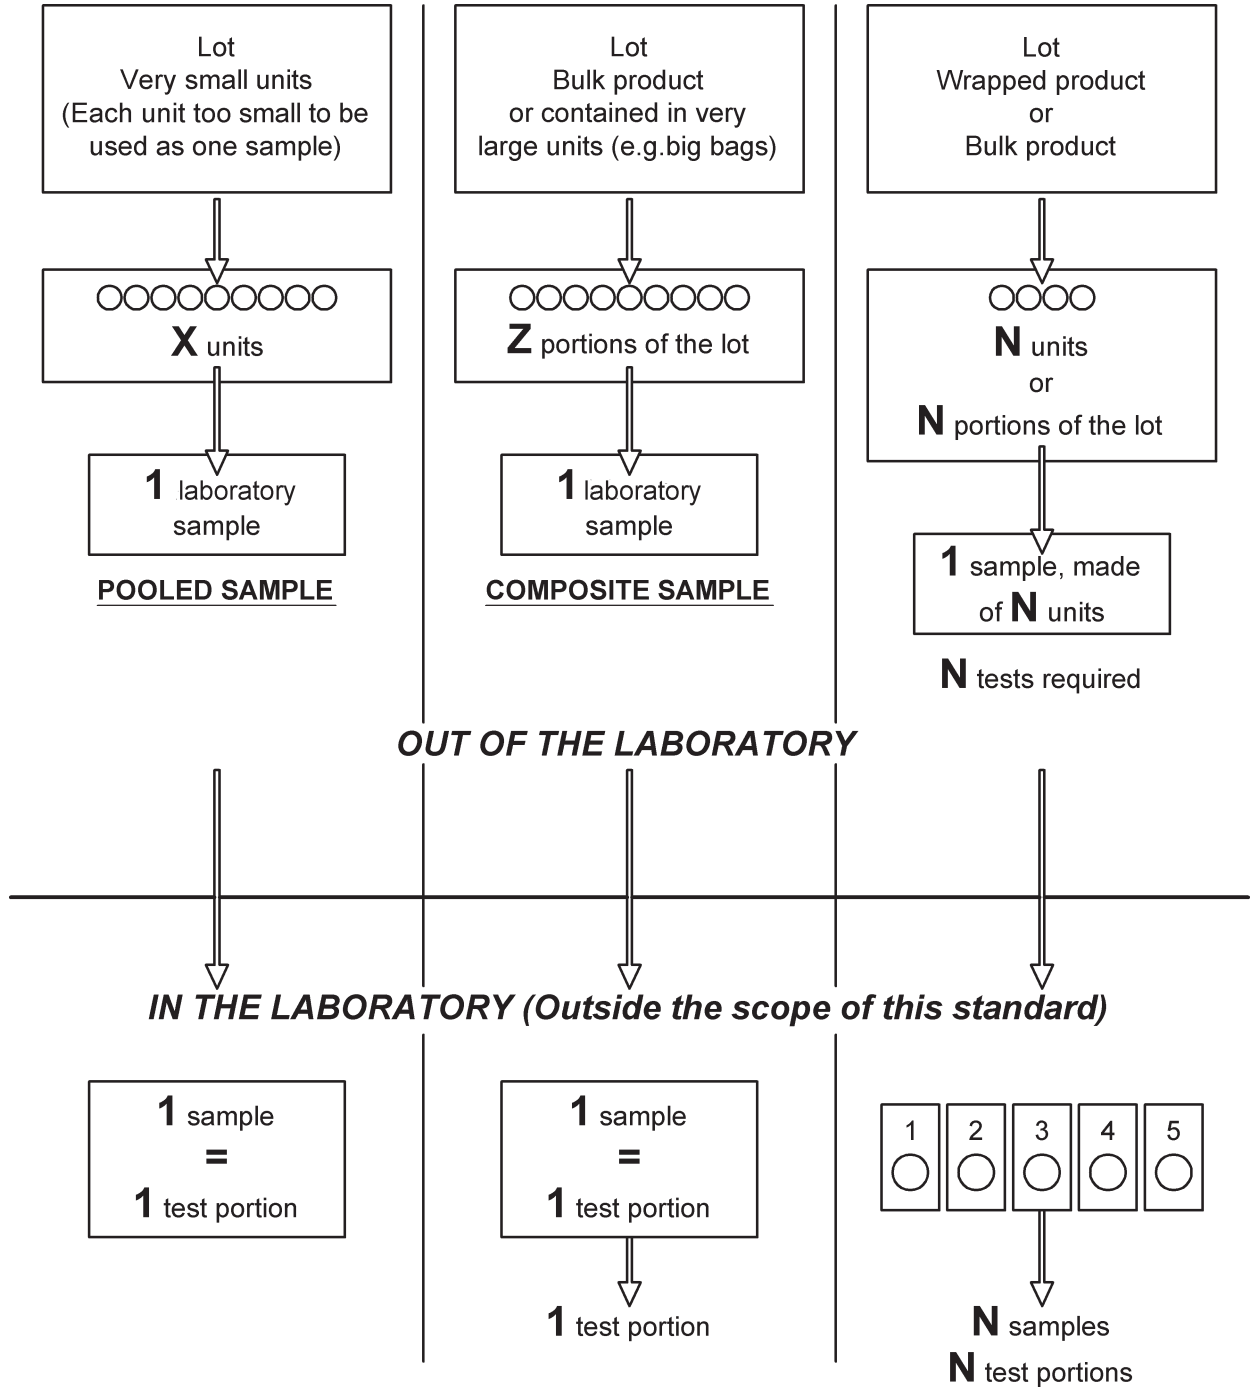 Lot
Very small units
(Each unit too small to be
used as one sample)
X units
1 laboratory
sample
POOLED SAMPLE
Lot
Bulk product
or contained in very
large units (e.g.big bags)
Z portions of the lot
1 laboratory
sample
COMPOSITE SAMPLE
Lot
Wrapped product
or
Bulk product
N units
or
N portions of the lot
1 sample, made
of N units
N tests required
OUT OF THE LABORATORY
IN THE LABORATORY (Outside the scope of this standard)
1 sample
=
1 test portion
1 sample
=
1 test portion
1 test portion
1 2 3 4 5
N samples
N test portions